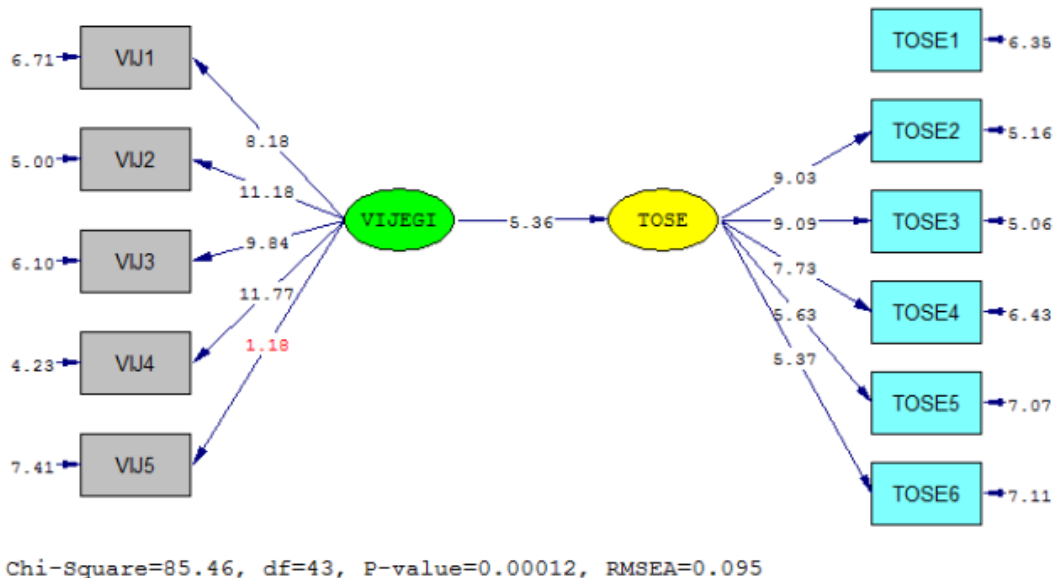 6.71 VIJ1
5.00 VIJ2
6.10 VIJ3
4.23 VIJ4
7.41 VIJ5
8.18
11.18
9.84
11.77
1.18
VIJEGI
5.36
TOSE
9.03
9.09
7.73
5.63
5.37
TOSE1 6.35
TOSE2 5.16
TOSE3 5.06
TOSE4 6.43
TOSE5 7.07
TOSE6 7.11
Chi-Square=85.46, df=43, P-value=0.00012, RMSEA=0.095